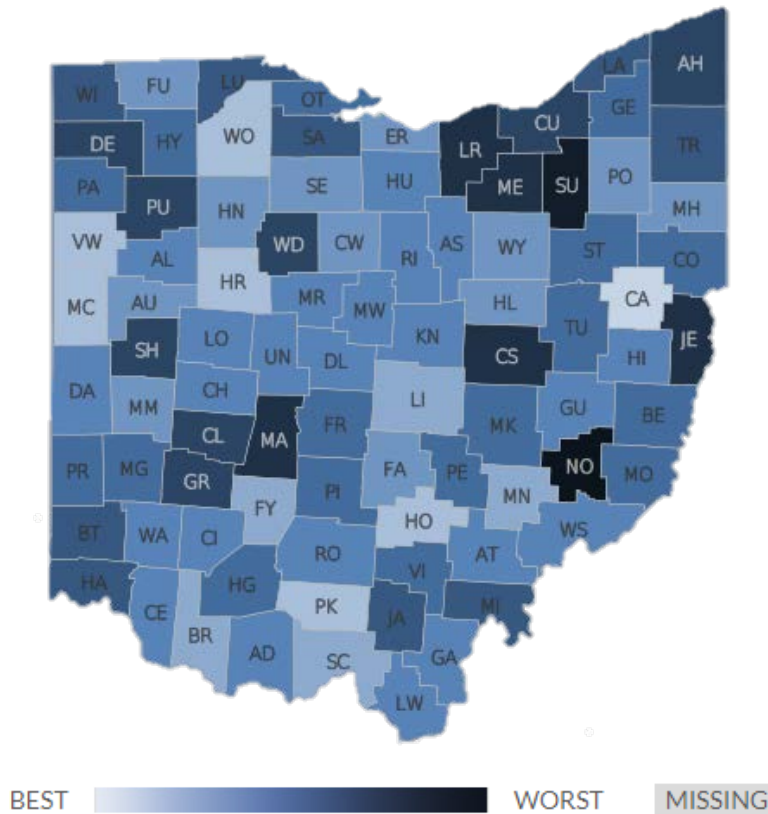 AH
LA
WI
FU
LU
OT
GE
WO
CU
DE
HY
SA
ER
LR
TR
PA
SE
HU
ME
SU
PO
PU
HN
MH
VW
AL
WD
CW
RI
AS
WY
ST
CO
MC
AU
HR
MR
MW
HL
CA
SH
LO
UN
DL
KN
CS
TU
HI
JE
DA
MM
CH
LI
GU
BE
CL
MA
FR
MK
PR
MG
GR
FA
PE
NO
MO
FY
PI
HO
MN
BT
WA
CI
RO
AT
WS
HA
CE
HG
PK
VI
JA
MI
BR
AD
SC
GA
LW
BEST WORST MISSING